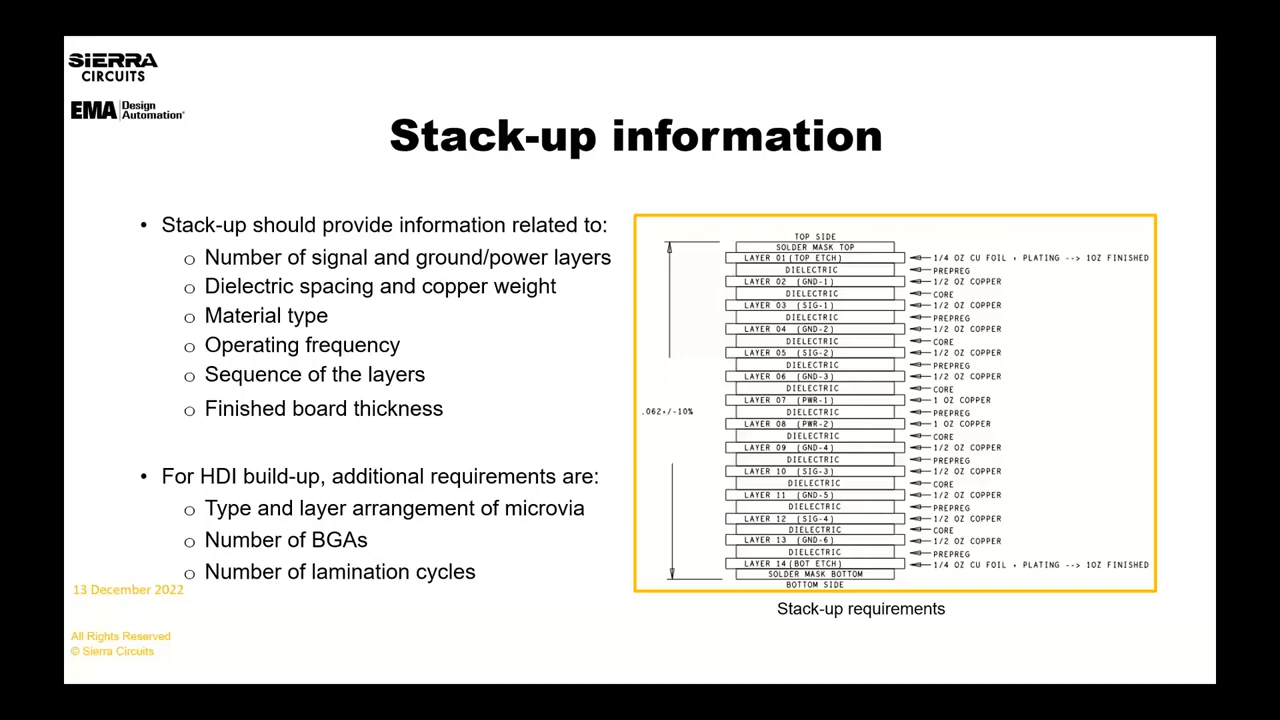 SIERRA
CIRCUITS
EMA Design
Automation®
Stack-up information
• Stack-up should provide information related to:
o Number of signal and ground/power layers
o Dielectric spacing and copper weight
o Material type
o Operating frequency
o Sequence of the layers
o Finished board thickness
• For HDI build-up, additional requirements are:
o Type and layer arrangement of microvia
o Number of BGAs
o Number of lamination cycles
13 December 2022
All Rights Reserved
© Sierra Circuits
TOP SIDE
SOLDER MASK TOP
LAYER 01(TOP ETCH) 1/4 OZ CU FOIL + PLATING --> 1OZ FINISHED
DIELECTRIC PREPREG
LAYER 02 (GND-1) 1/2 OZ COPPER
DIELECTRIC CORE
LAYER 03 (SIG-1) 1/2 OZ COPPER
DIELECTRIC PREPREG
LAYER 04 (GND-2) 1/2 OZ COPPER
DIELECTRIC CORE
LAYER 05 (SIG-2) 1/2 OZ COPPER
DIELECTRIC PREPREG
LAYER 06 (GND-3) 1/2 OZ COPPER
DIELECTRIC CORE
LAYER 07 (PWR-1) 1 OZ COPPER
.062+/-10% DIELECTRIC PREPREG
LAYER 08 (PWR-2) 1 OZ COPPER
DIELECTRIC CORE
LAYER 09 (GND-4) 1/2 OZ COPPER
DIELECTRIC PREPREG
LAYER 10 (SIG-3) 1/2 OZ COPPER
DIELECTRIC CORE
LAYER 11 (GND-5) 1/2 OZ COPPER
DIELECTRIC PREPREG
LAYER 12 (SIG-4) 1/2 OZ COPPER
DIELECTRIC CORE
LAYER 13 (GND-6) 1/2 OZ COPPER
DIELECTRIC PREPREG
LAYER 14(BOT ETCH) 1/4 OZ CU FOIL + PLATING --> 1OZ FINISHED
SOLDER MASK BOTTOM
BOTTOM SIDE
Stack-up requirements